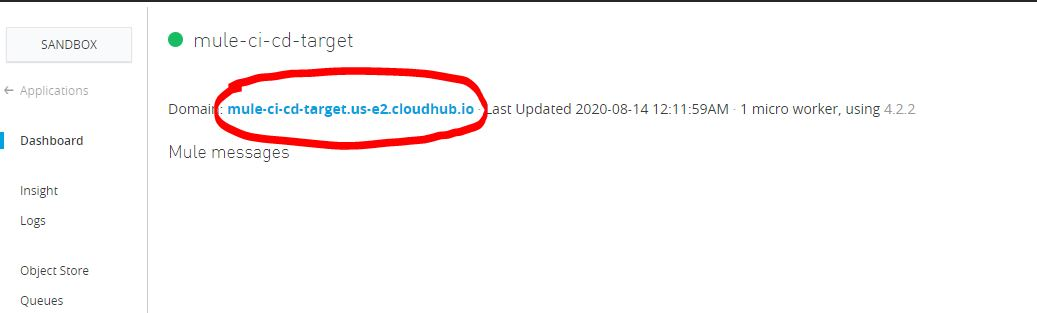 SANDBOX
← Applications
Dashboard
Insight
Logs
Object Store
Queues
mule-ci-cd-target
Domain: mule-ci-cd-target.us-e2.cloudhub.io · Last Updated 2020-08-14 12:11:59AM · 1 micro worker, using 4.2.2
Mule messages